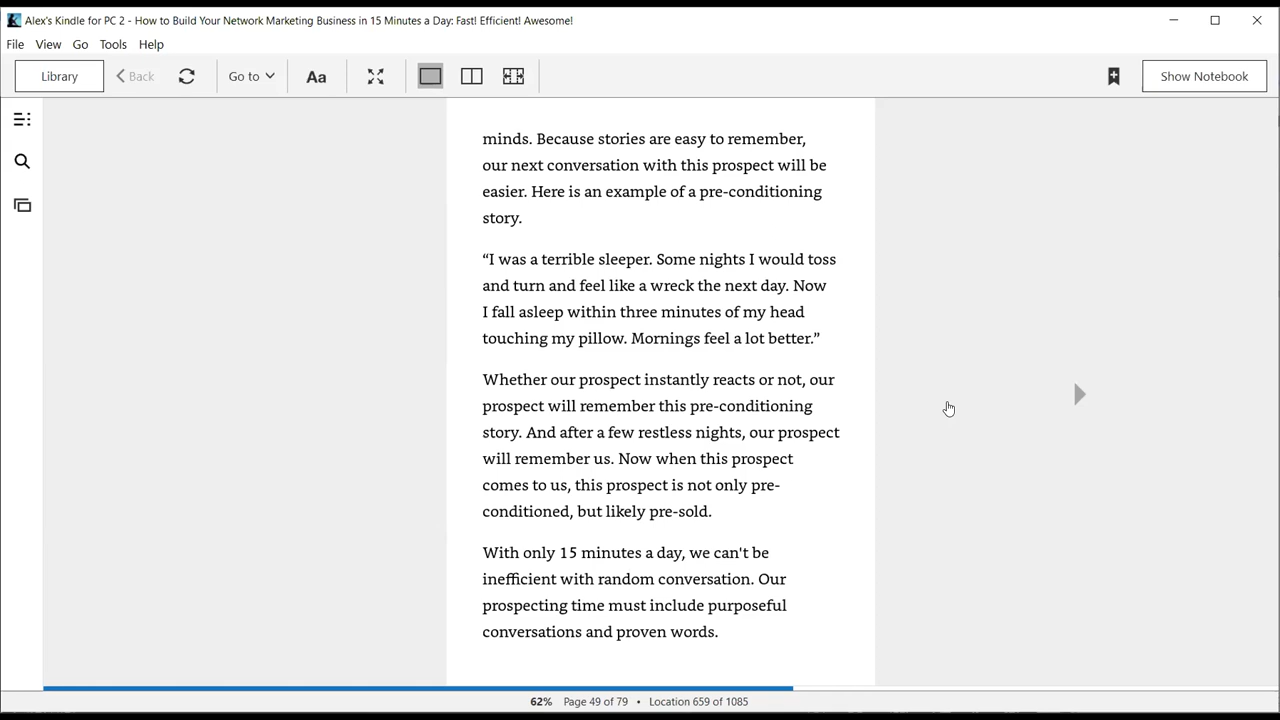 Alex's Kindle for PC 2 - How to Build Your Network Marketing Business in 15 Minutes a Day: Fast! Efficient! Awesome!
File View Go Tools Help
Library Back Go to Aa Show Notebook
minds. Because stories are easy to remember,
our next conversation with this prospect will be
easier. Here is an example of a pre-conditioning
story.
“I was a terrible sleeper. Some nights I would toss
and turn and feel like a wreck the next day. Now
I fall asleep within three minutes of my head
touching my pillow. Mornings feel a lot better.”
Whether our prospect instantly reacts or not, our
prospect will remember this pre-conditioning
story. And after a few restless nights, our prospect
will remember us. Now when this prospect
comes to us, this prospect is not only pre-
conditioned, but likely pre-sold.
With only 15 minutes a day, we can't be
inefficient with random conversation. Our
prospecting time must include purposeful
conversations and proven words.
62% Page 49 of 79 • Location 659 of 1085